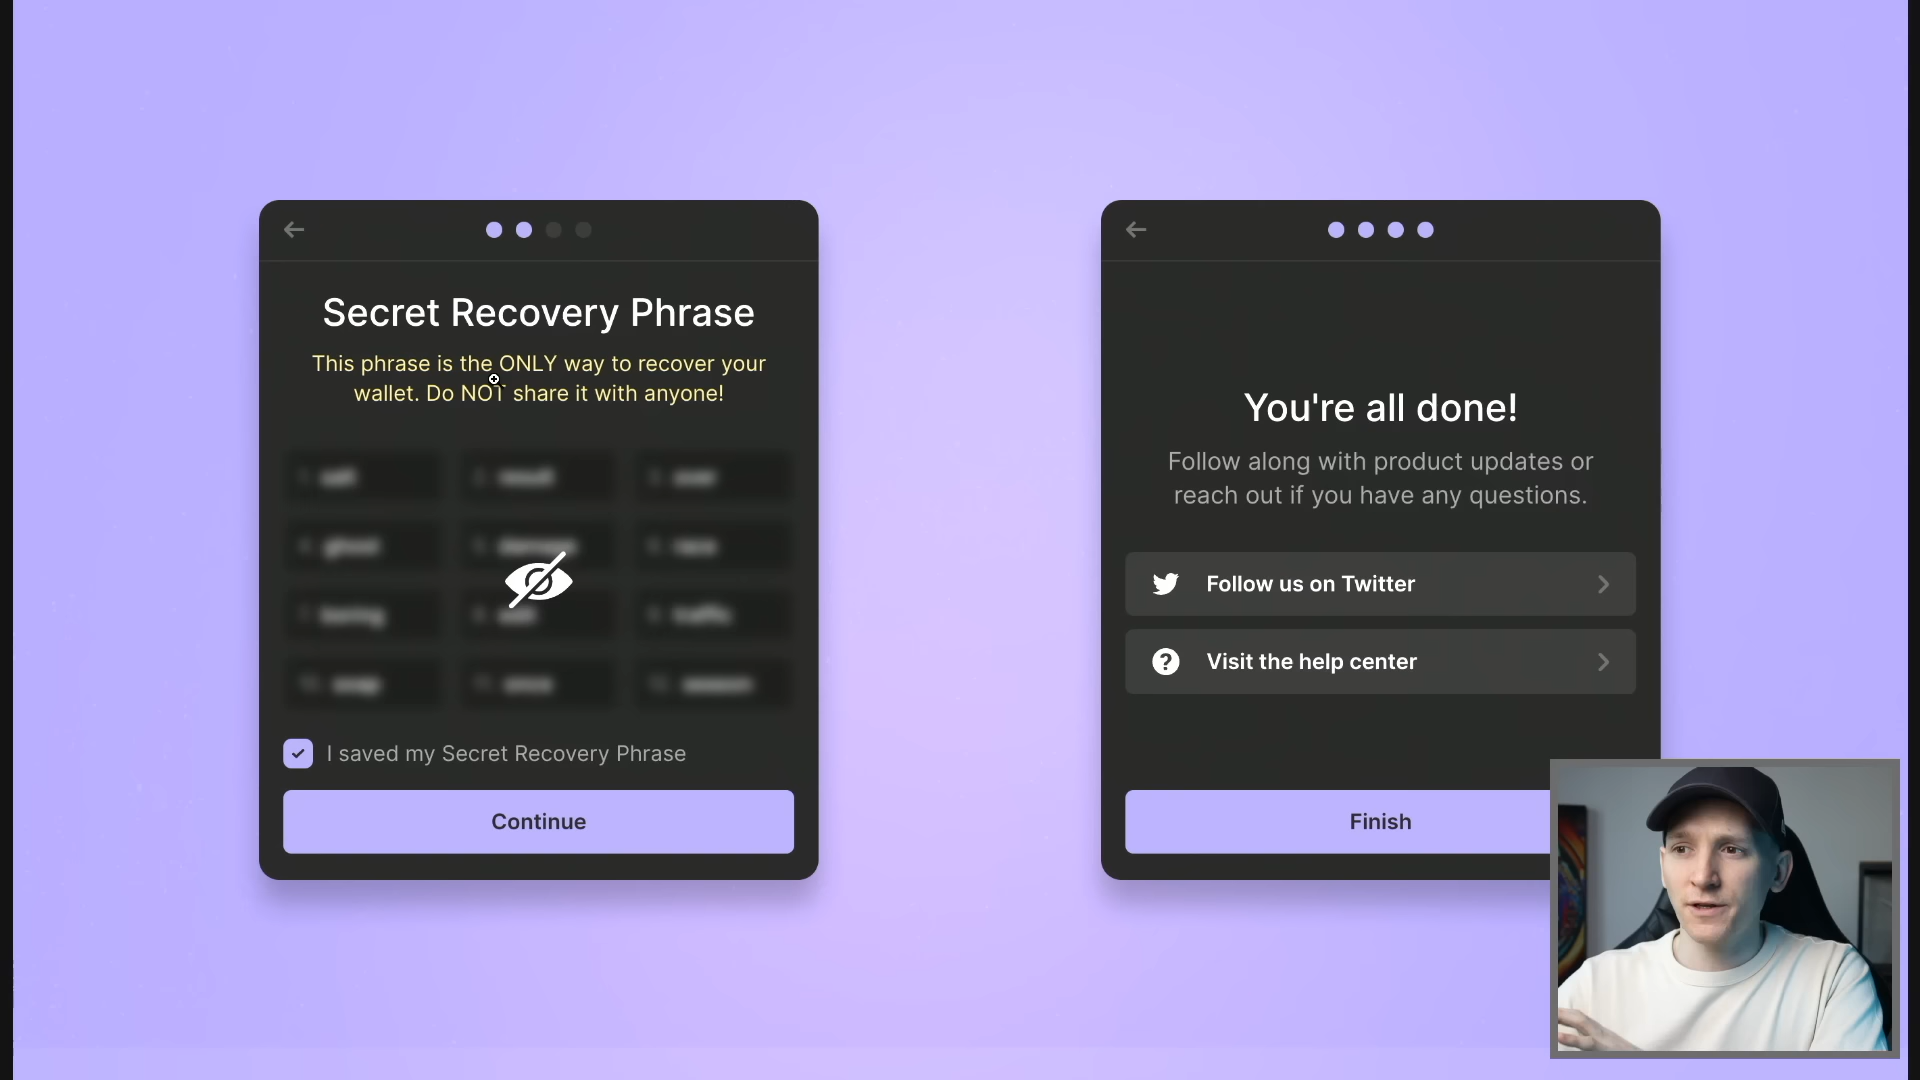 Secret Recovery Phrase
This phrase is the ONLY way to recover your
wallet. Do NOT share it with anyone!
I saved my Secret Recovery Phrase
Continue
You're all done!
Follow along with product updates or
reach out if you have any questions.
Follow us on Twitter
Visit the help center
Finish